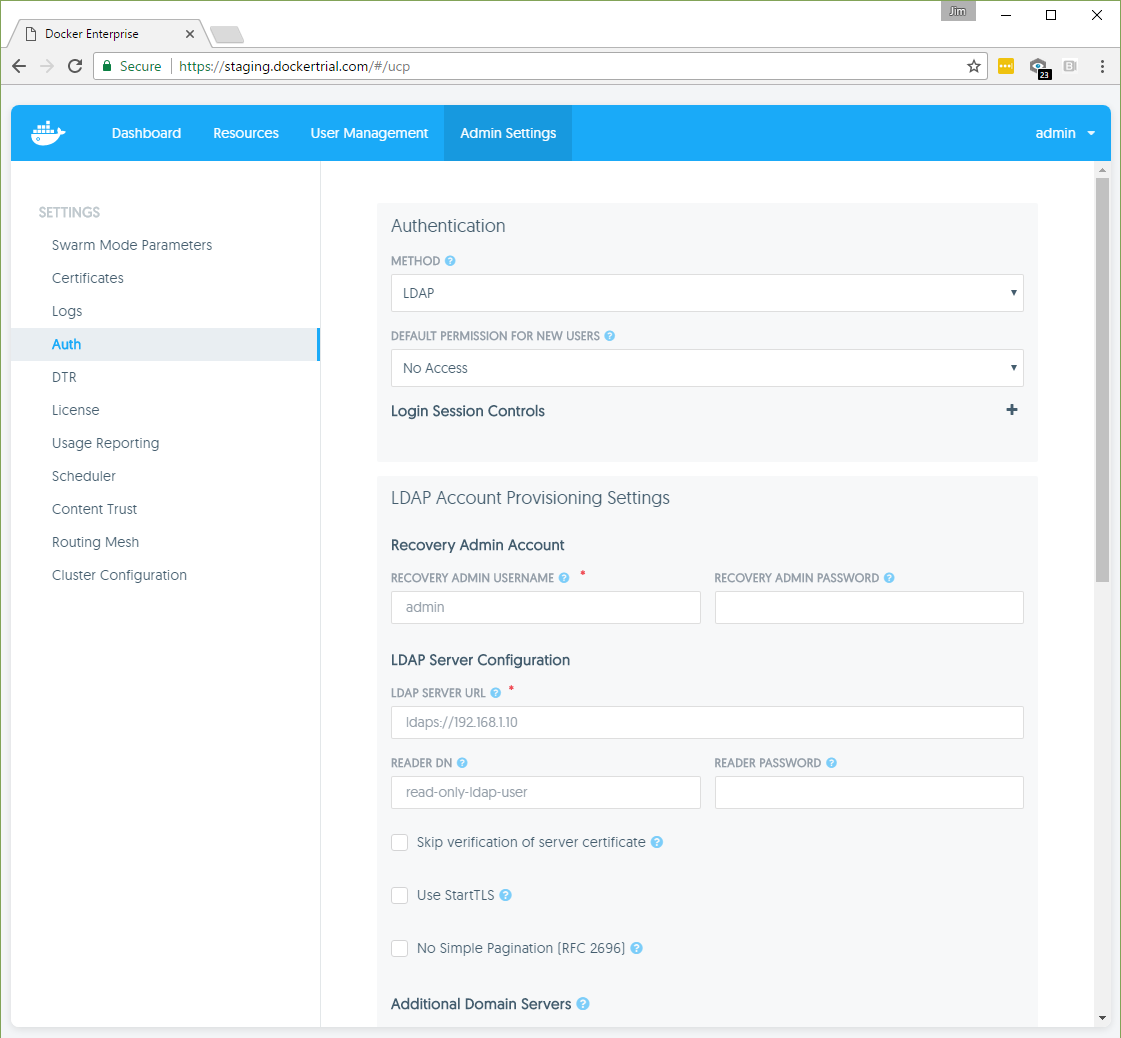 Jim
Docker Enterprise
Secure https://staging.dockertrial.com/#/ucp
23
B
Dashboard Resources User Management Admin Settings admin
SETTINGS
Swarm Mode Parameters
Certificates
Logs
Auth
DTR
License
Usage Reporting
Scheduler
Content Trust
Routing Mesh
Cluster Configuration
Authentication
METHOD ?
LDAP
DEFAULT PERMISSION FOR NEW USERS ?
No Access
Login Session Controls +
LDAP Account Provisioning Settings
Recovery Admin Account
RECOVERY ADMIN USERNAME ? * RECOVERY ADMIN PASSWORD ?
admin
LDAP Server Configuration
LDAP SERVER URL ? *
ldaps://192.168.1.10
READER DN ? READER PASSWORD ?
read-only-ldap-user
Skip verification of server certificate ?
Use StartTLS ?
No Simple Pagination (RFC 2696) ?
Additional Domain Servers ?